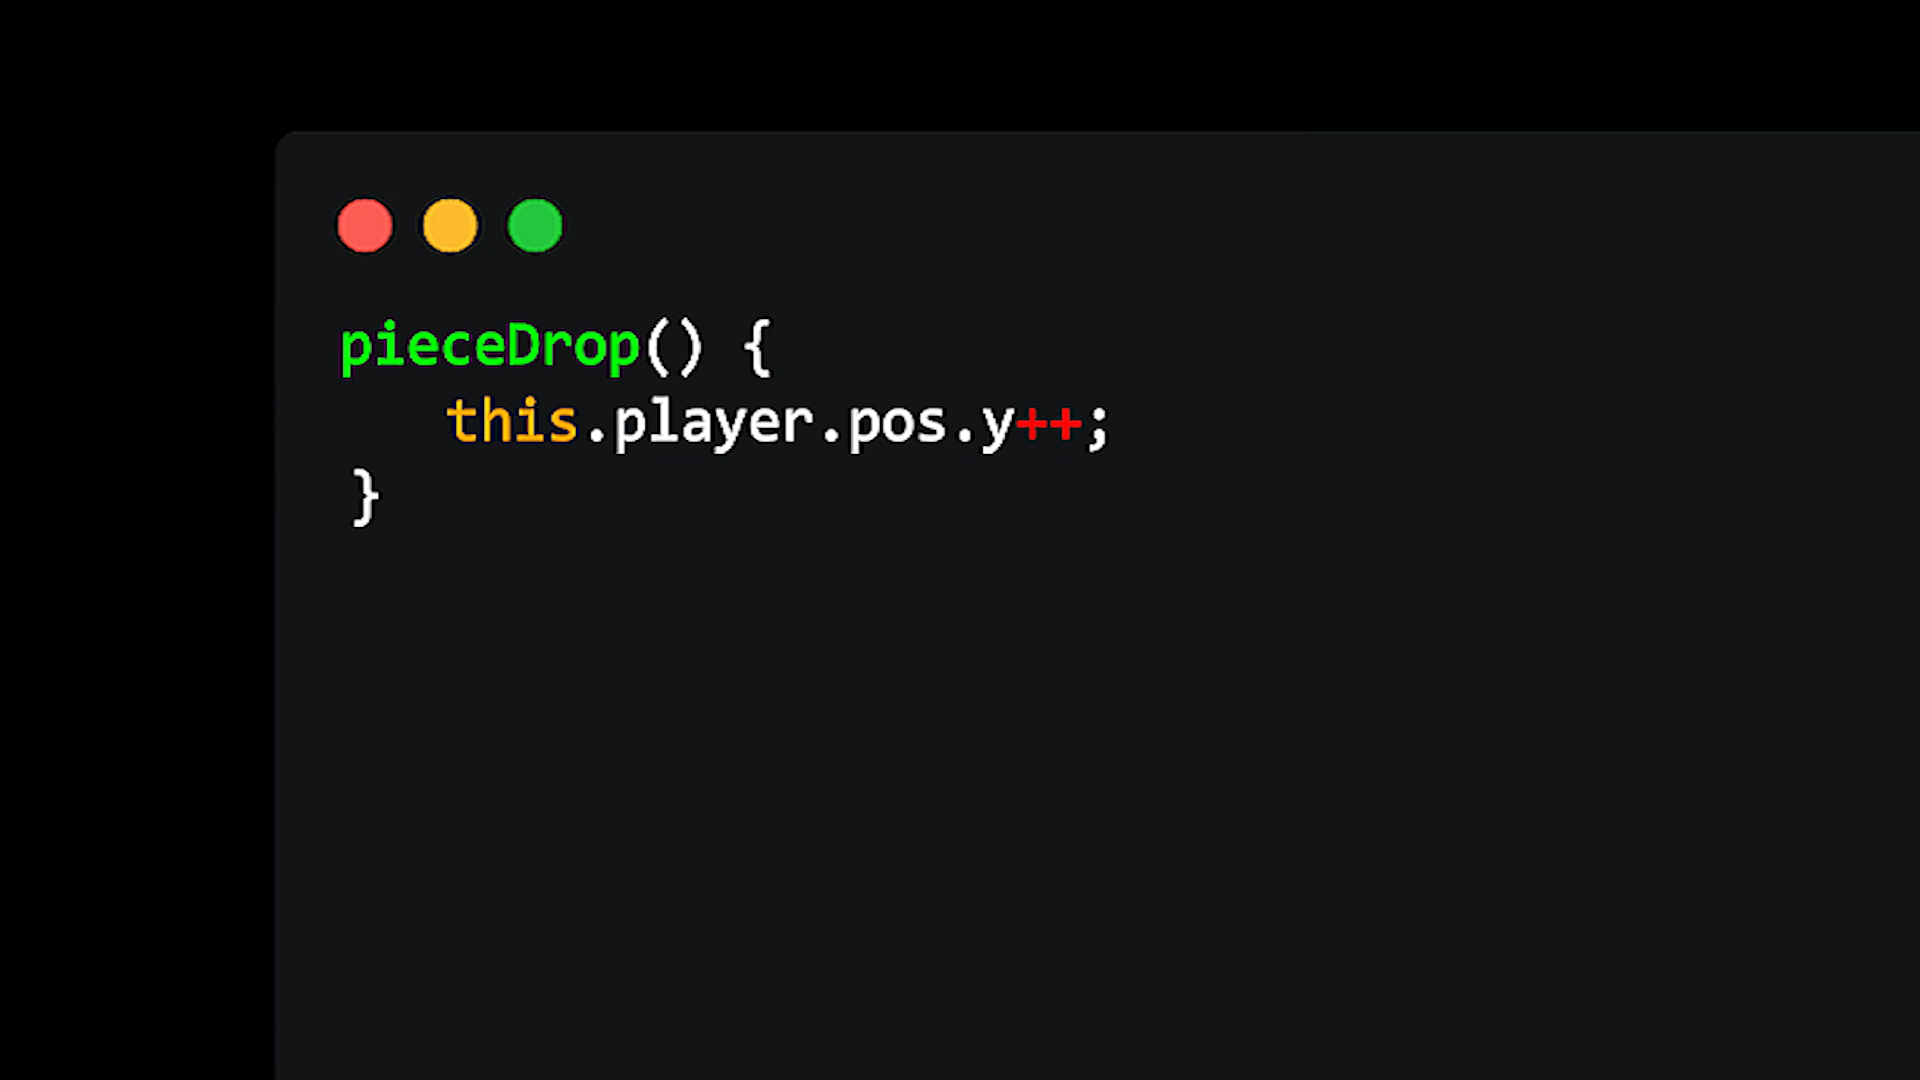 pieceDrop() {
this.player.pos.y++;
}